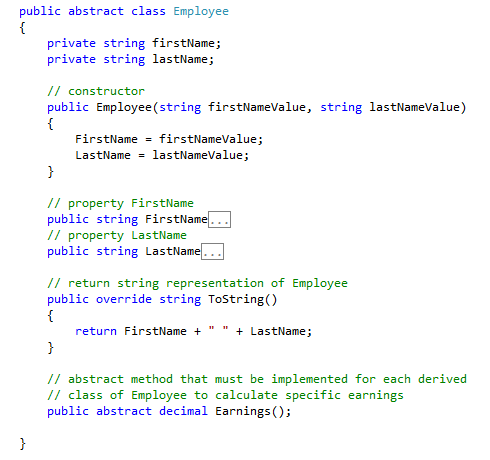 public abstract class Employee
{
private string firstName;
private string lastName;
// constructor
public Employee(string firstNameValue, string lastNameValue)
{
FirstName = firstNameValue;
LastName = lastNameValue;
}
// property FirstName
public string FirstName...
// property LastName
public string LastName...
// return string representation of Employee
public override string ToString()
{
return FirstName + " " + LastName;
}
// abstract method that must be implemented for each derived
// class of Employee to calculate specific earnings
public abstract decimal Earnings();
}